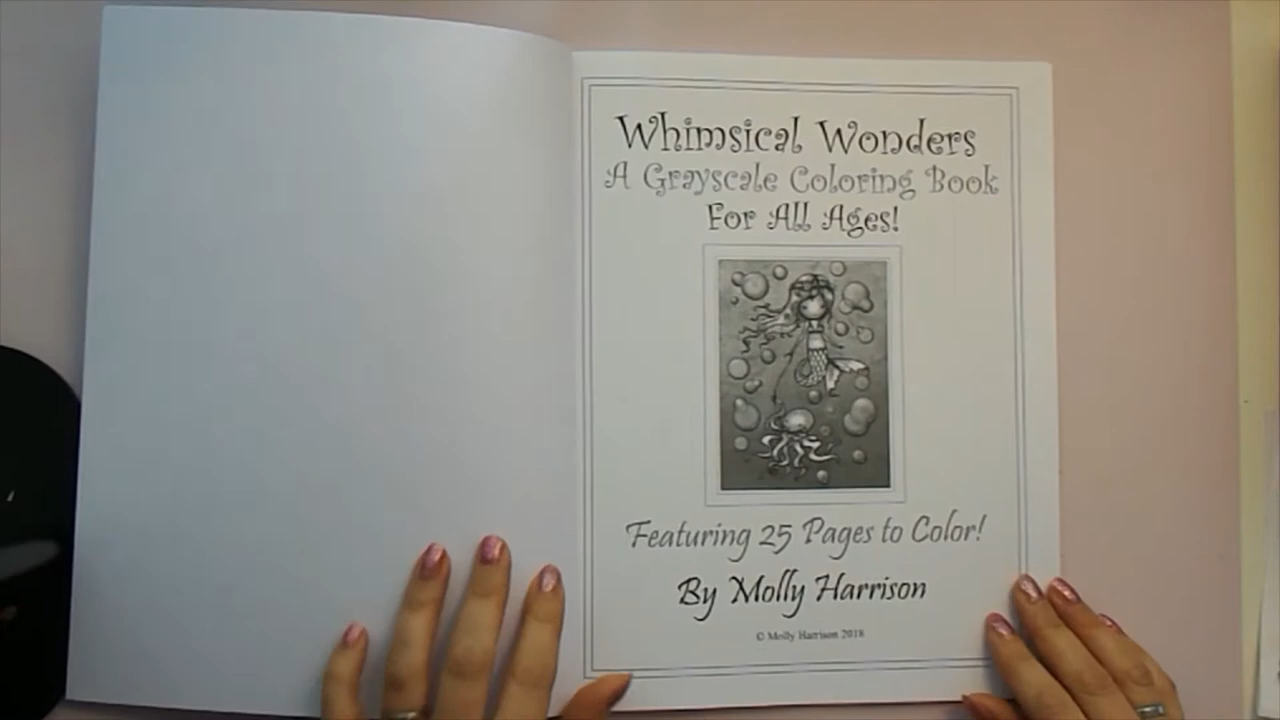 Whimsical Wonders
A Grayscale Coloring Book
For All Ages!
Featuring 25 Pages to Color!
By Molly Harrison
© Molly Harrison 2018